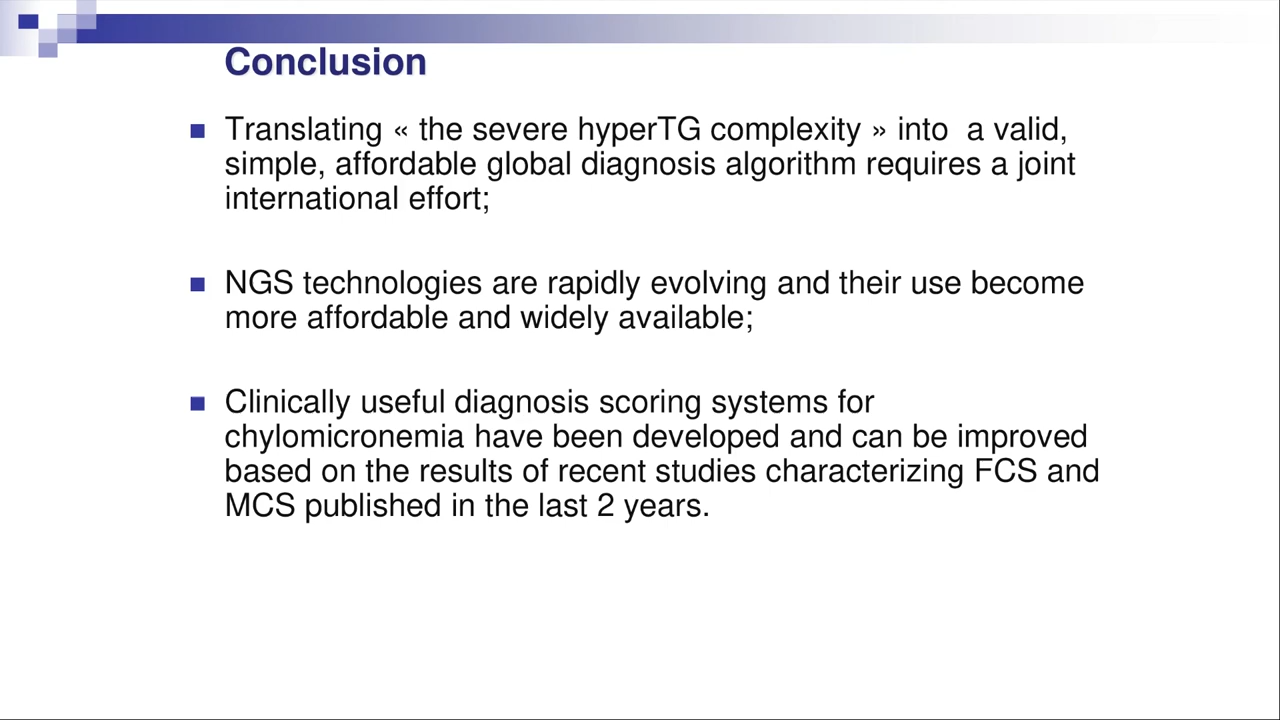 Conclusion
Translating « the severe hyperTG complexity » into  a valid,
simple, affordable global diagnosis algorithm requires a joint
international effort;
NGS technologies are rapidly evolving and their use become
more affordable and widely available;
Clinically useful diagnosis scoring systems for
chylomicronemia have been developed and can be improved
based on the results of recent studies characterizing FCS and
MCS published in the last 2 years.